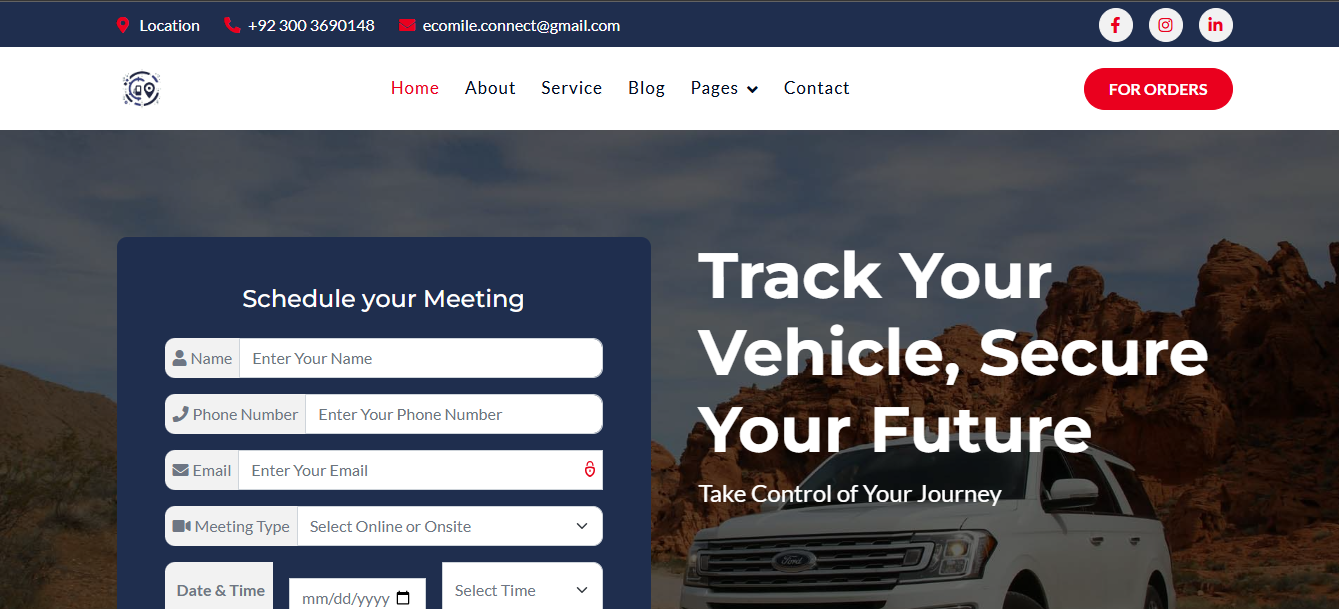 Location +92 300 3690148 ecomile.connect@gmail.com
Home About Service Blog Pages Contact
FOR ORDERS
Schedule your Meeting
Name Enter Your Name
Phone Number Enter Your Phone Number
Email Enter Your Email
Meeting Type Select Online or Onsite
Date & Time mm/dd/yyyy Select Time
Track Your
Vehicle, Secure
Your Future
Take Control of Your Journey
Ford